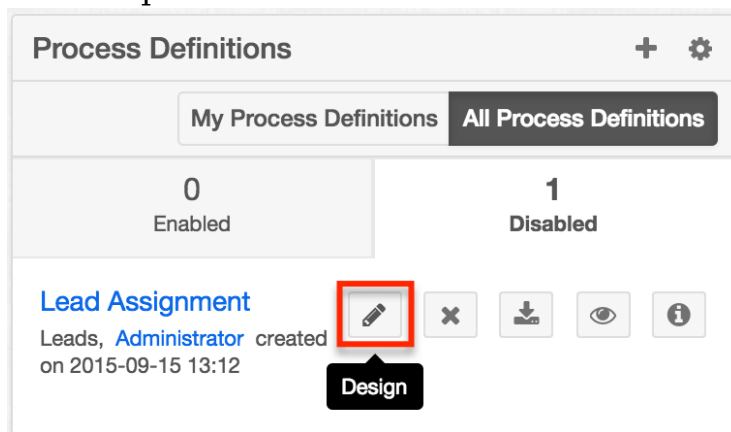 Process Definitions
My Process Definitions All Process Definitions
0 1
Enabled Disabled
Lead Assignment
Leads, Administrator created
on 2015-09-15 13:12
Design